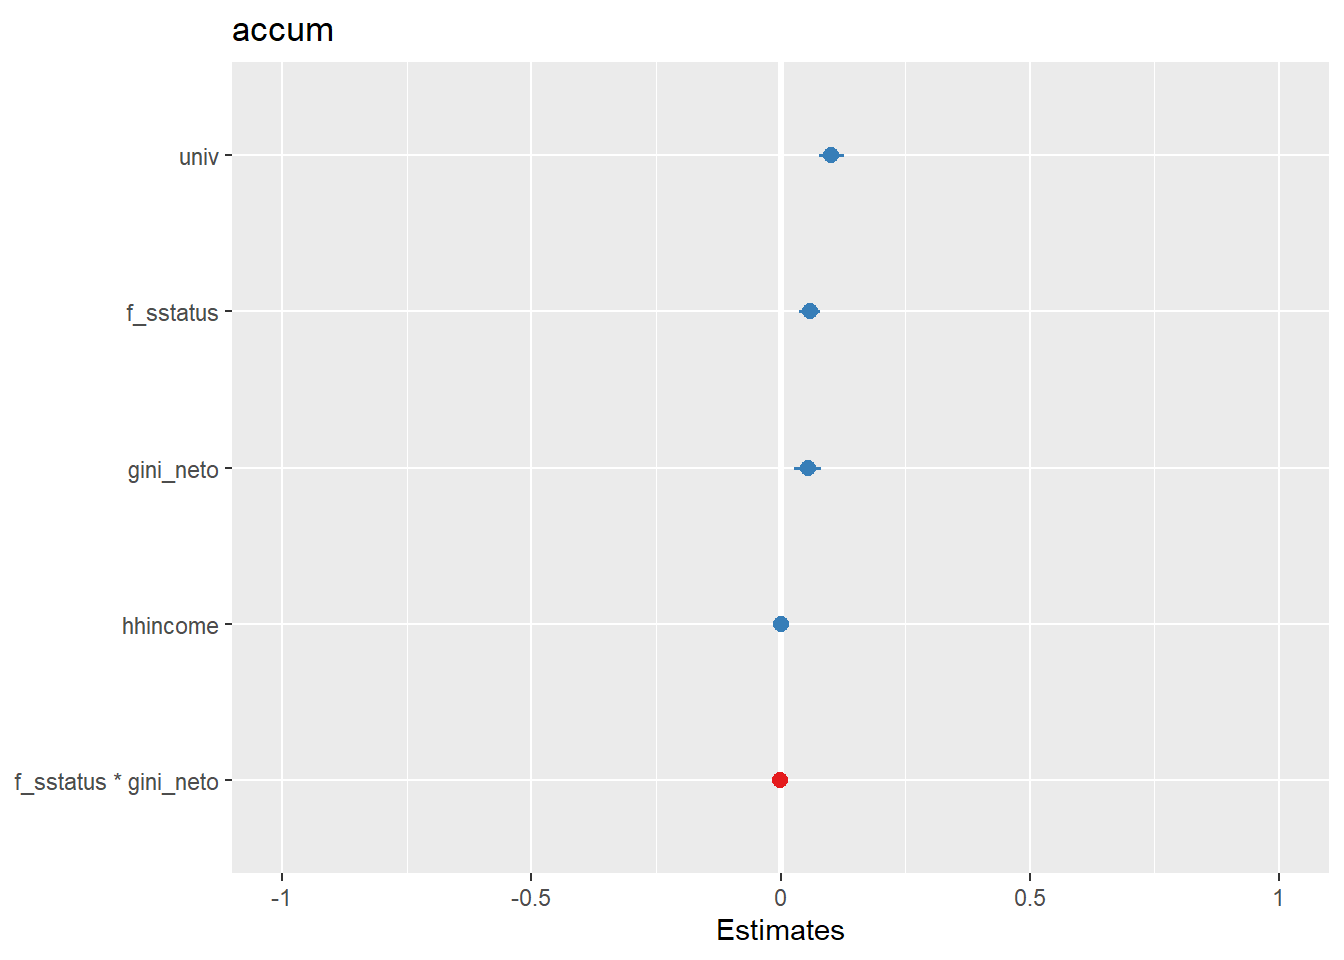 accum
univ
f_sstatus
gini_neto
hhincome
f_sstatus * gini_neto
-1 -0.5 0 0.5 1
Estimates